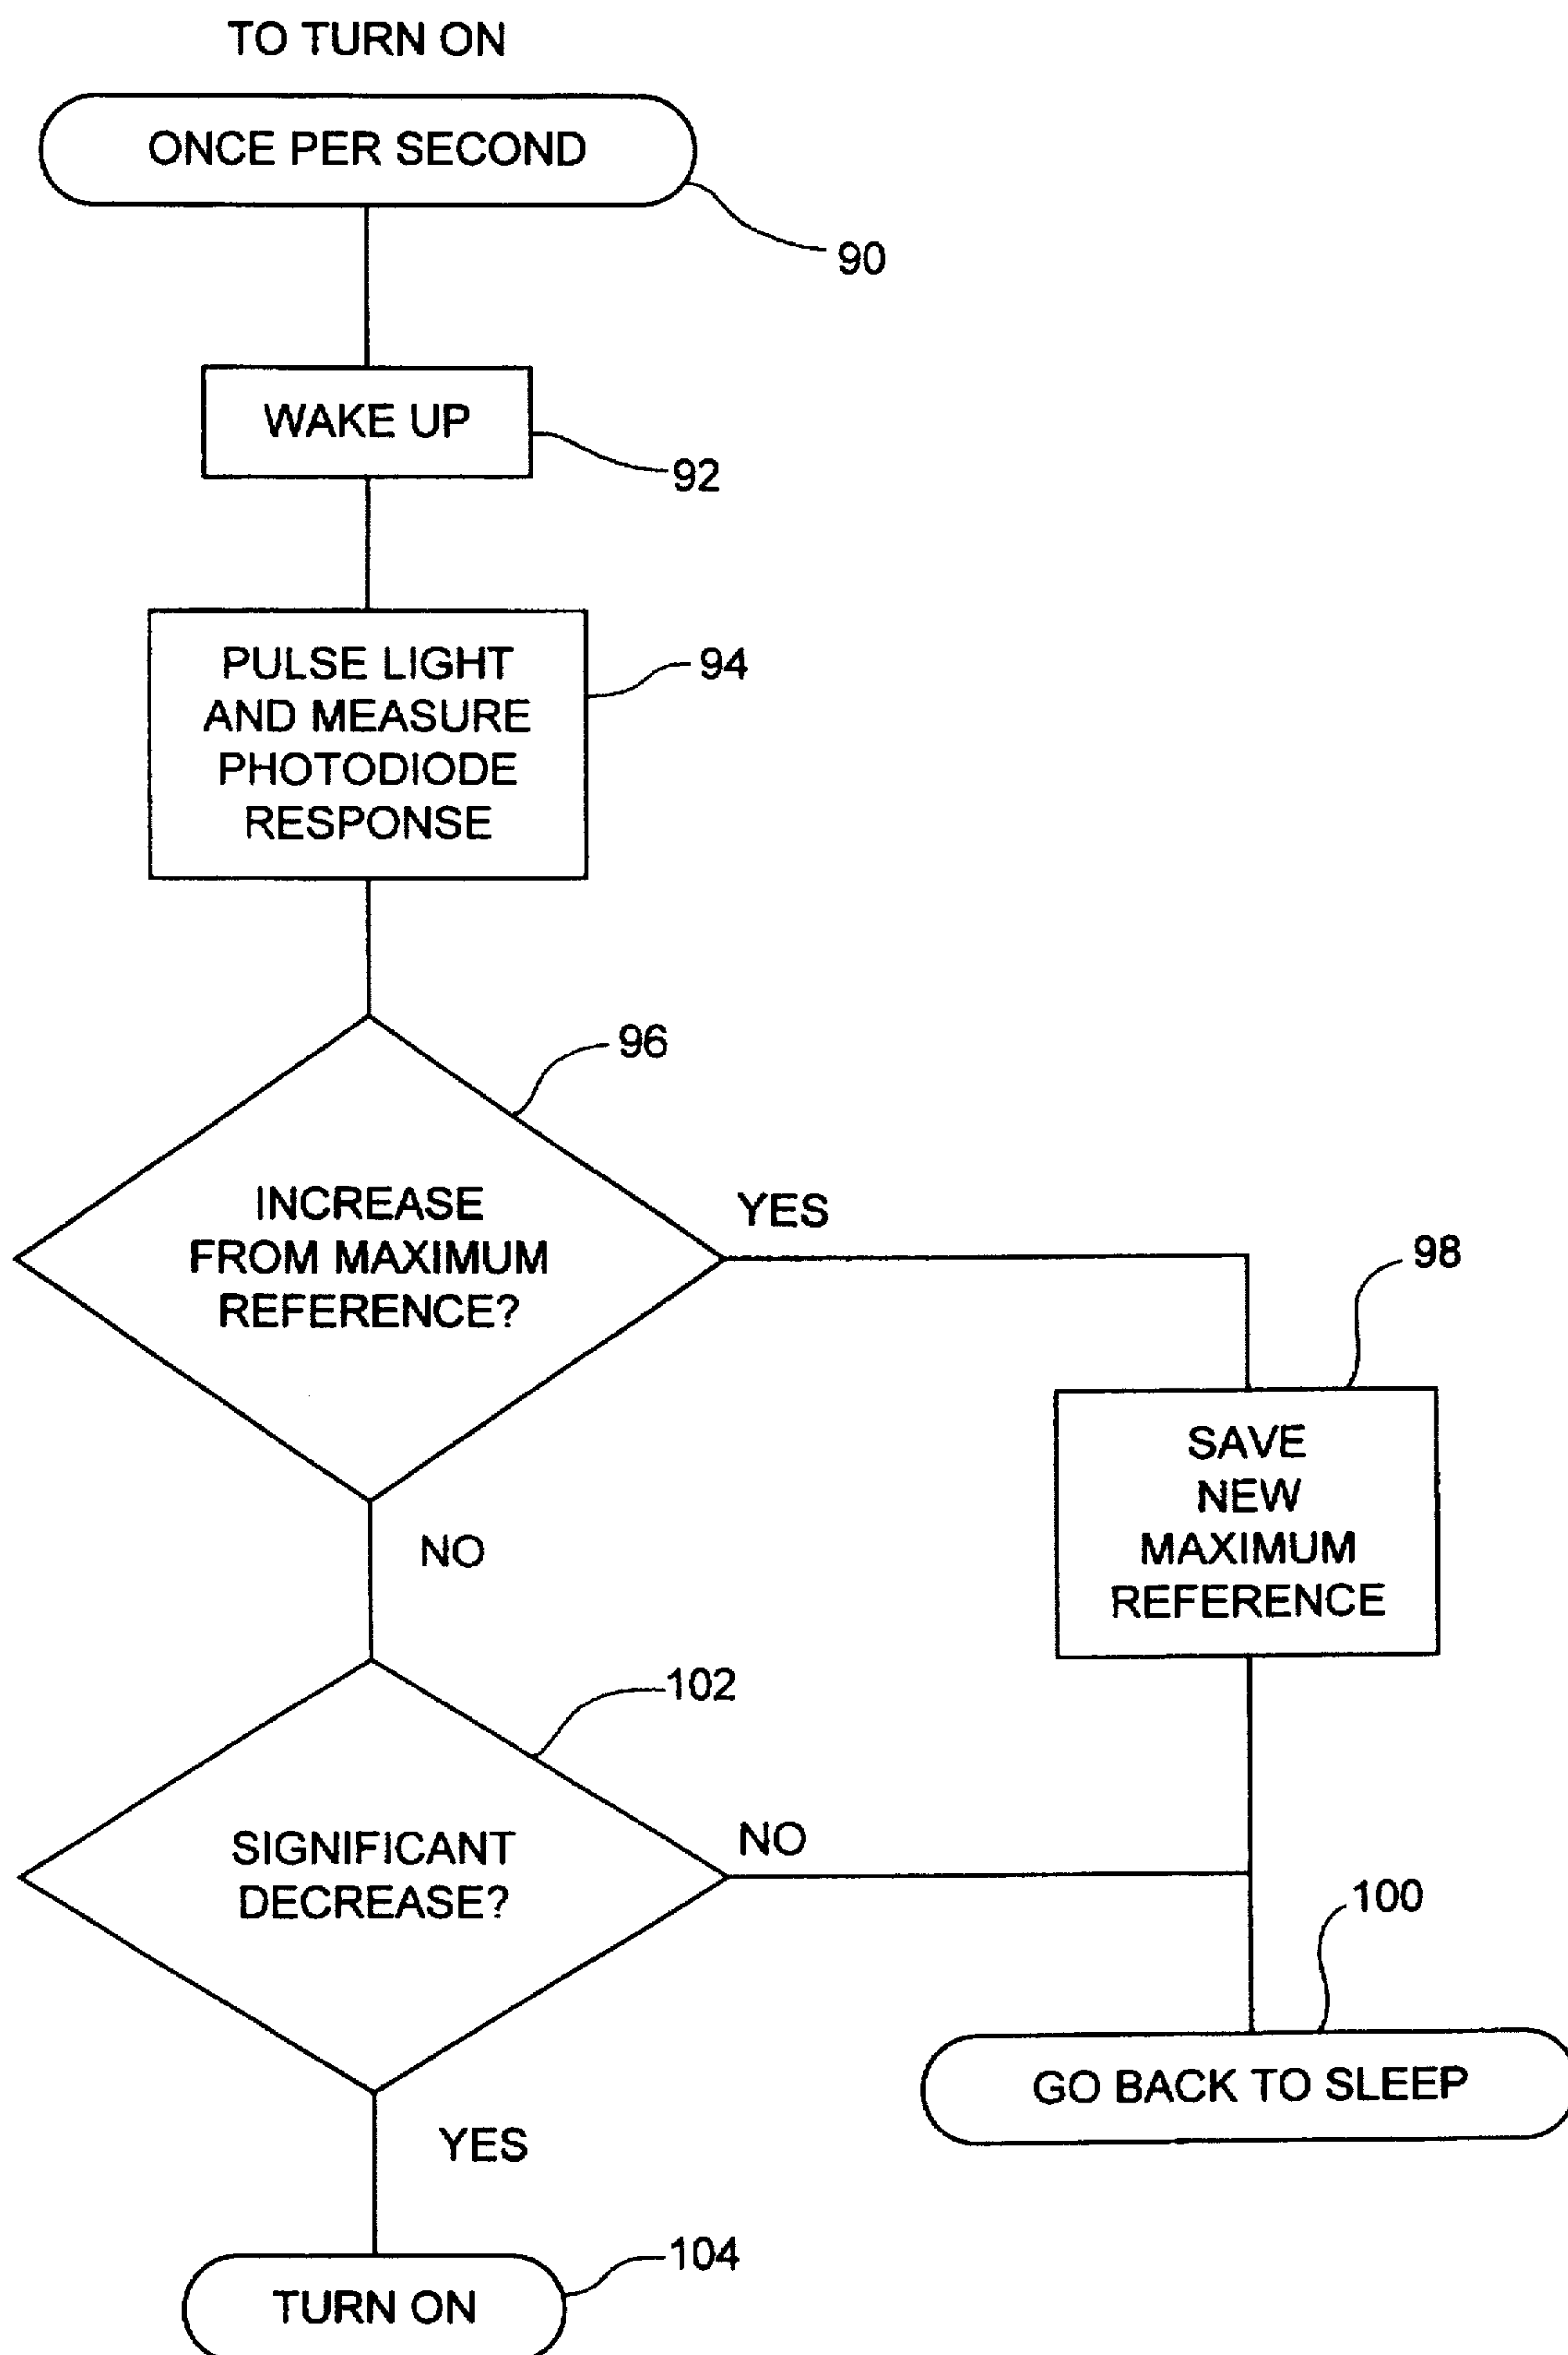 TO TURN ON
ONCE PER SECOND
90
WAKE UP
92
PULSE LIGHT
AND MEASURE
PHOTODIODE
RESPONSE
94
96
INCREASE
FROM MAXIMUM
REFERENCE?
YES
98
SAVE
NEW
MAXIMUM
REFERENCE
NO
102
SIGNIFICANT
DECREASE?
NO
100
GO BACK TO SLEEP
YES
104
TURN ON